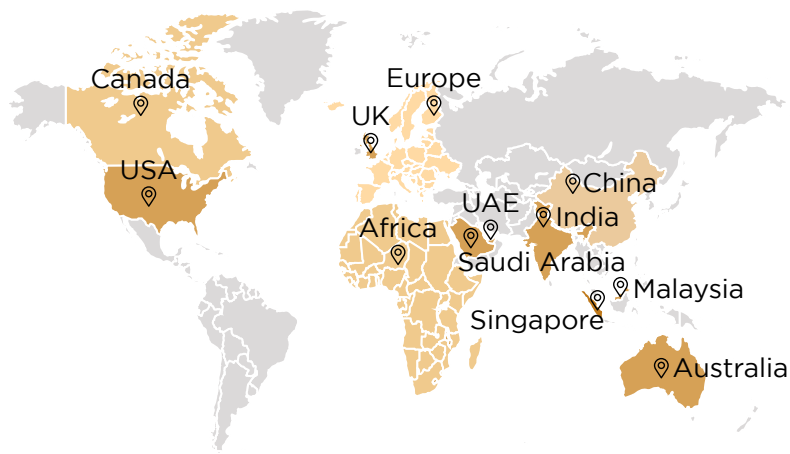 Canada
Europe
UK
USA
China
UAE
India
Africa
Saudi Arabia
Malaysia
Singapore
Australia